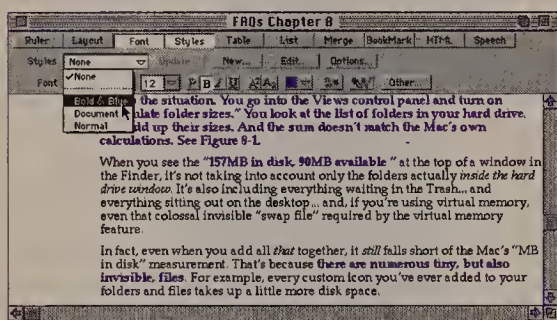 FAQs Chapter 8
Ruler Layout Font Styles Table List Merge BookMark HTML Speech
Styles None Update New... Edit... Options...
Font ✓None 12 P B I U Other...
Bold & Blue the situation. You go into the Views control panel and turn on
Document late folder sizes." You look at the list of folders in your hard drive.
Normal dd up their sizes. And the sum doesn't match the Mac's own
calculations. See Figure 8-1.
When you see the "157MB in disk, 90MB available " at the top of a window in
the Finder, it's not taking into account only the folders actually inside the hard
drive window. It's also including everything waiting in the Trash... and
everything sitting out on the desktop ... and, if you're using virtual memory,
even that colossal invisible "swap file" required by the virtual memory
feature.
In fact, even when you add all that together, it still falls short of the Mac's "MB
in disk" measurement. That's because there are numerous tiny, but also
invisible, files. For example, every custom icon you've ever added to your
folders and files takes up a little more disk space.